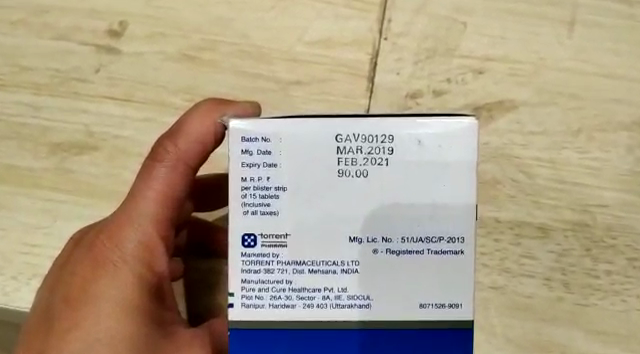 Batch No. : GAV90129
Mfg. Date : MAR.2019
Expiry Date : FEB.2021
M.R.P. ₹ 90.00
per blister strip
of 15 tablets
(Inclusive
of all taxes)
torrent
PHARMA
Mfg. Lic. No. : 51/UA/SC/P-2013
® - Registered Trademark
Marketed by :
TORRENT PHARMACEUTICALS LTD
Indrad-382 721, Dist. Mehsana, INDIA.
Manufactured by :
Pure and Cure Healthcare Pvt. Ltd.
Plot No. : 26A-30, Sector - 8A, IIE, SIDCUL,
Ranipur, Haridwar - 249 403 (Uttarakhand)
8071526-9091